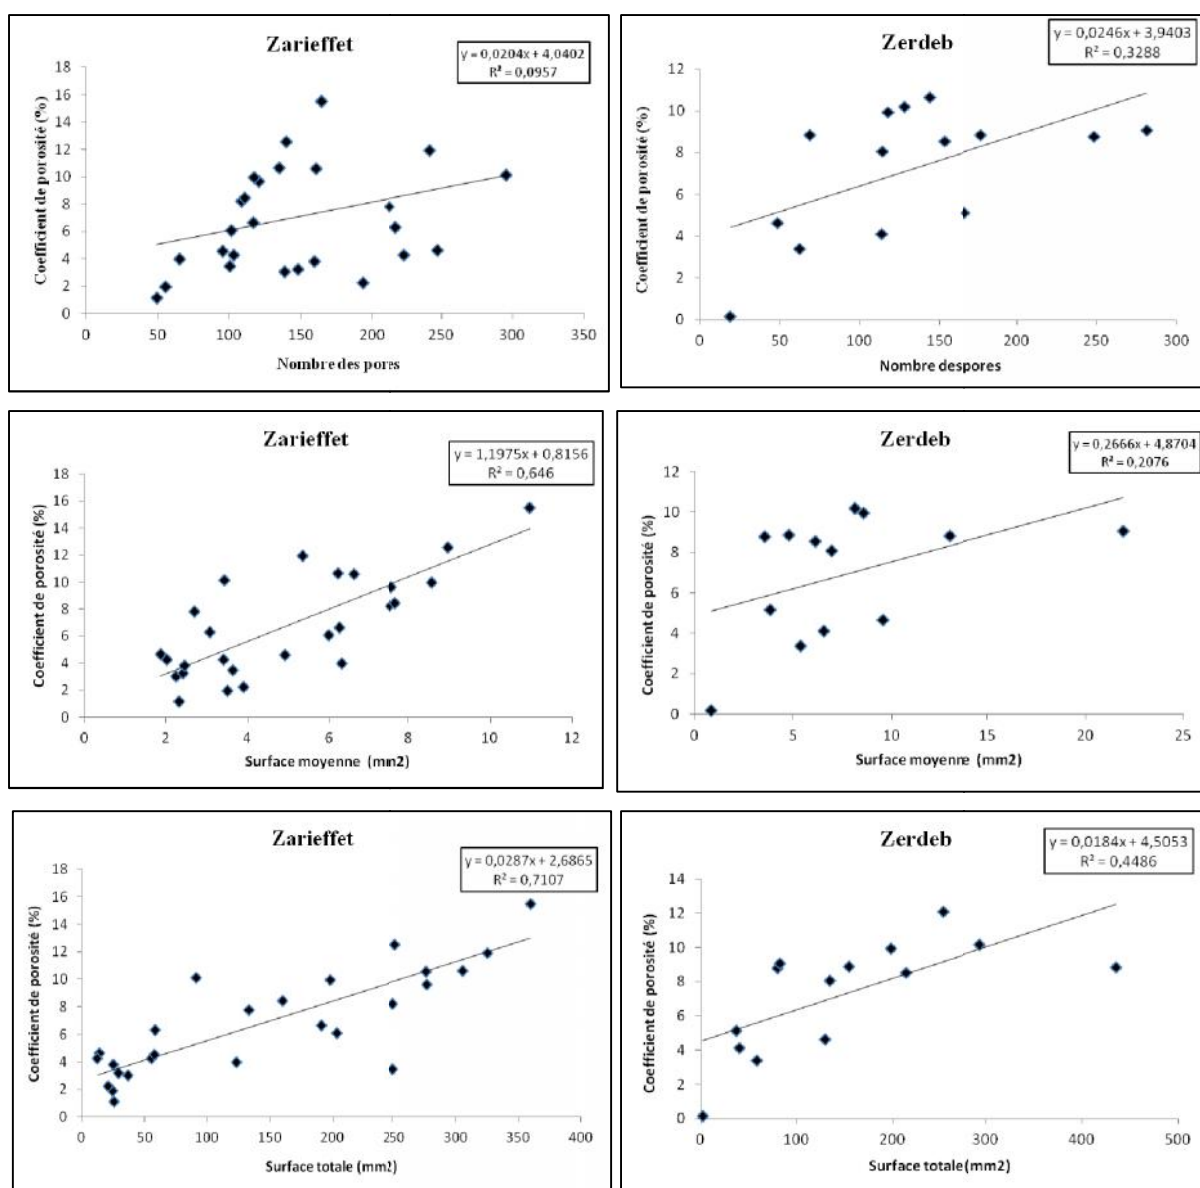 Zarieffet
y = 0,0204x + 4,0402
R² = 0,0957
Coefficient de porosité (%)
18
16
14
12
10
8
6
4
2
0
0 50 100 150 200 250 300 350
Nombre des pores
Zerdeb
y = 0,0246x + 3,9403
R² = 0,3288
Coefficient de porosité (%)
12
10
8
6
4
2
0
0 50 100 150 200 250 300
Nombre despores
Zarieffet
y = 1,1975x + 0,8156
R² = 0,646
Coefficient de porosité (%)
18
16
14
12
10
8
6
4
2
0
0 2 4 6 8 10 12
Surface moyenne (mm2)
Zerdeb
y = 0,2666x + 4,8704
R² = 0,2076
Coefficient de porosité (%)
12
10
8
6
4
2
0
0 5 10 15 20 25
Surface moyenne (mm2)
Zarieffet
y = 0,0287x + 2,6865
R² = 0,7107
Coefficient de porosité (%)
18
16
14
12
10
8
6
4
2
0
0 50 100 150 200 250 300 350 400
Surface totale (mm2)
Zerdeb
y = 0,0184x + 4,5053
R² = 0,4486
Coefficient de porosité (%)
14
12
10
8
6
4
2
0
0 100 200 300 400 500
Surface totale (mm2)